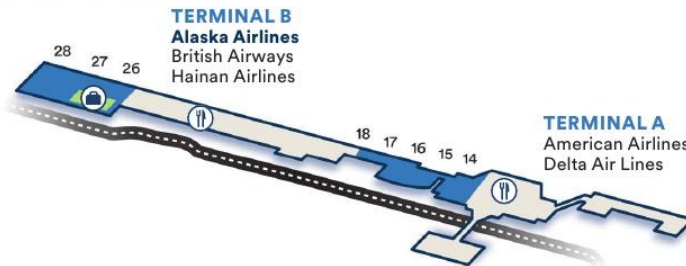 TERMINAL B
Alaska Airlines
British Airways
Hainan Airlines
28 27 26
18 17 16 15 14
TERMINAL A
American Airlines
Delta Air Lines